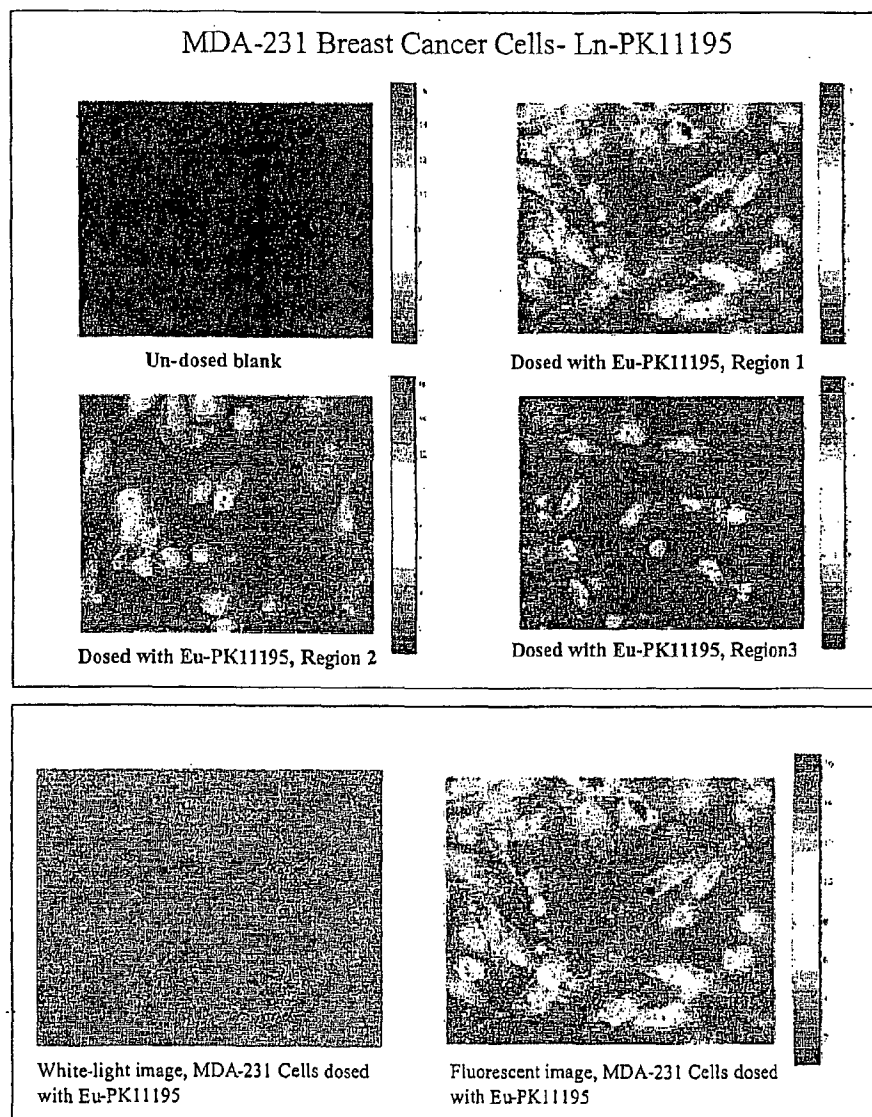 MDA-231 Breast Cancer Cells- Ln-PK11195
Un-dosed blank
Dosed with Eu-PK11195, Region 1
Dosed with Eu-PK11195, Region 2
Dosed with Eu-PK11195, Region3
White-light image, MDA-231 Cells dosed
with Eu-PK11195
Fluorescent image, MDA-231 Cells dosed
with Eu-PK11195